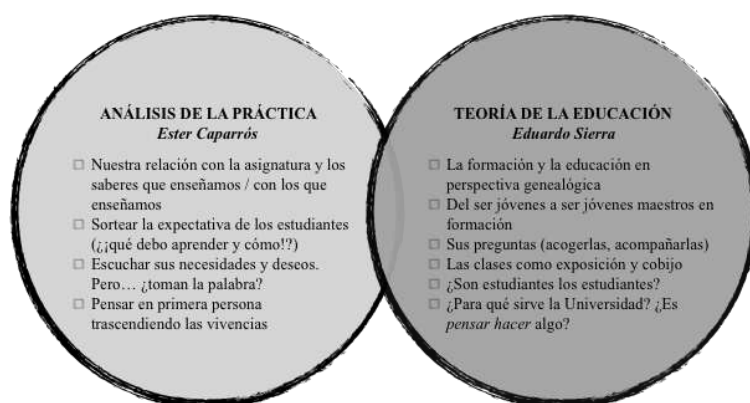 ANÁLISIS DE LA PRÁCTICA
Ester Caparrós
☐ Nuestra relación con la asignatura y los
saberes que enseñamos / con los que
enseñamos
☐ Sortear la expectativa de los estudiantes
(¿¡qué debo aprender y cómo!?)
☐ Escuchar sus necesidades y deseos.
Pero… ¿toman la palabra?
☐ Pensar en primera persona
trascendiendo las vivencias
TEORÍA DE LA EDUCACIÓN
Eduardo Sierra
☐ La formación y la educación en
perspectiva genealógica
☐ Del ser jóvenes a ser jóvenes maestros en
formación
☐ Sus preguntas (acogerlas, acompañarlas)
☐ Las clases como exposición y cobijo
☐ ¿Son estudiantes los estudiantes?
☐ ¿Para qué sirve la Universidad? ¿Es
pensar hacer algo?